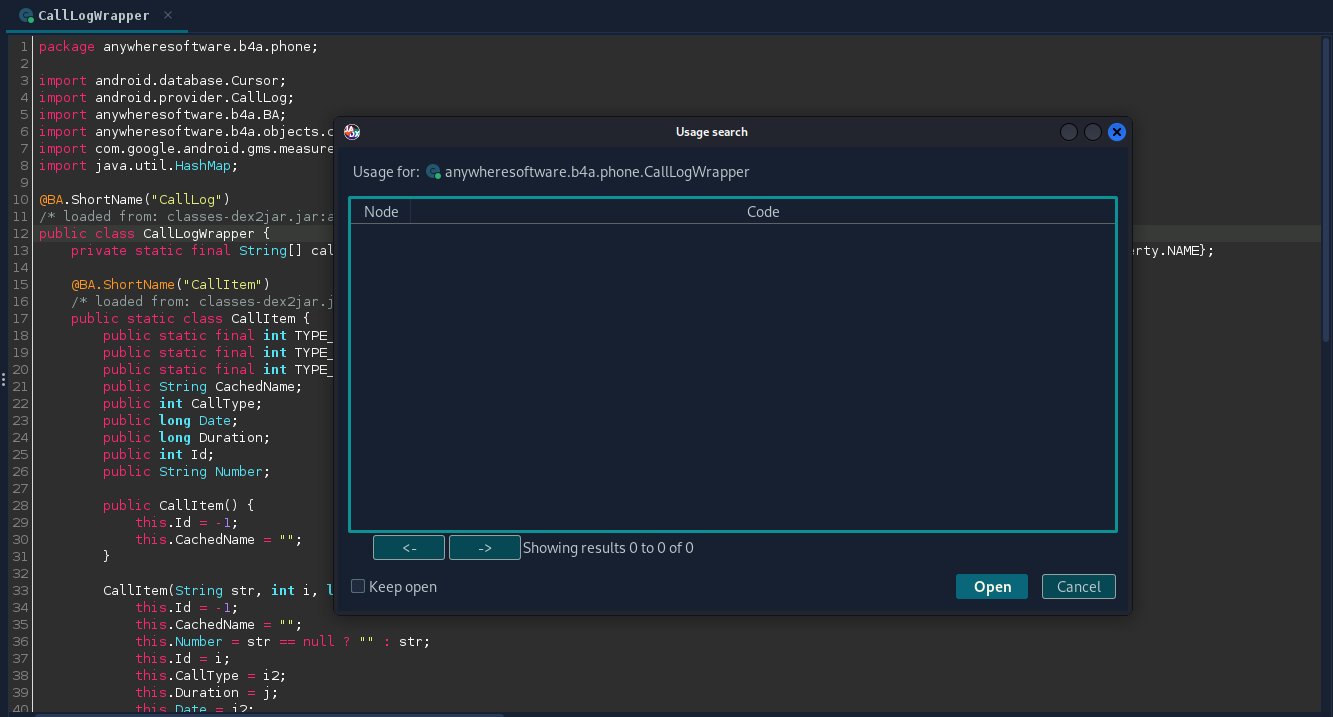 CallLogWrapper ×
1 package anywheresoftware.b4a.phone;
2
3 import android.database.Cursor;
4 import android.provider.CallLog;
5 import anywheresoftware.b4a.BA;
6 import anywheresoftware.b4a.objects.c
7 import com.google.android.gms.measure
8 import java.util.HashMap;
9
10 @BA.ShortName("CallLog")
11 /* loaded from: classes-dex2jar.jar:a
12 public class CallLogWrapper {
13 private static final String[] cal
erty.NAME};
14
15 @BA.ShortName("CallItem")
16 /* loaded from: classes-dex2jar.j
17 public static class CallItem {
18 public static final int TYPE_
19 public static final int TYPE_
20 public static final int TYPE_
21 public String CachedName;
22 public int CallType;
23 public long Date;
24 public long Duration;
25 public int Id;
26 public String Number;
27
28 public CallItem() {
29 this.Id = -1;
30 this.CachedName = "";
31 }
32
33 CallItem(String str, int i, l
34 this.Id = -1;
35 this.CachedName = "";
36 this.Number = str == null ? "" : str;
37 this.Id = i;
38 this.CallType = i2;
39 this.Duration = j;
40 this.Date = j2;
Usage search
Usage for: anywheresoftware.b4a.phone.CallLogWrapper
Node Code
<- -> Showing results 0 to 0 of 0
Keep open Open Cancel